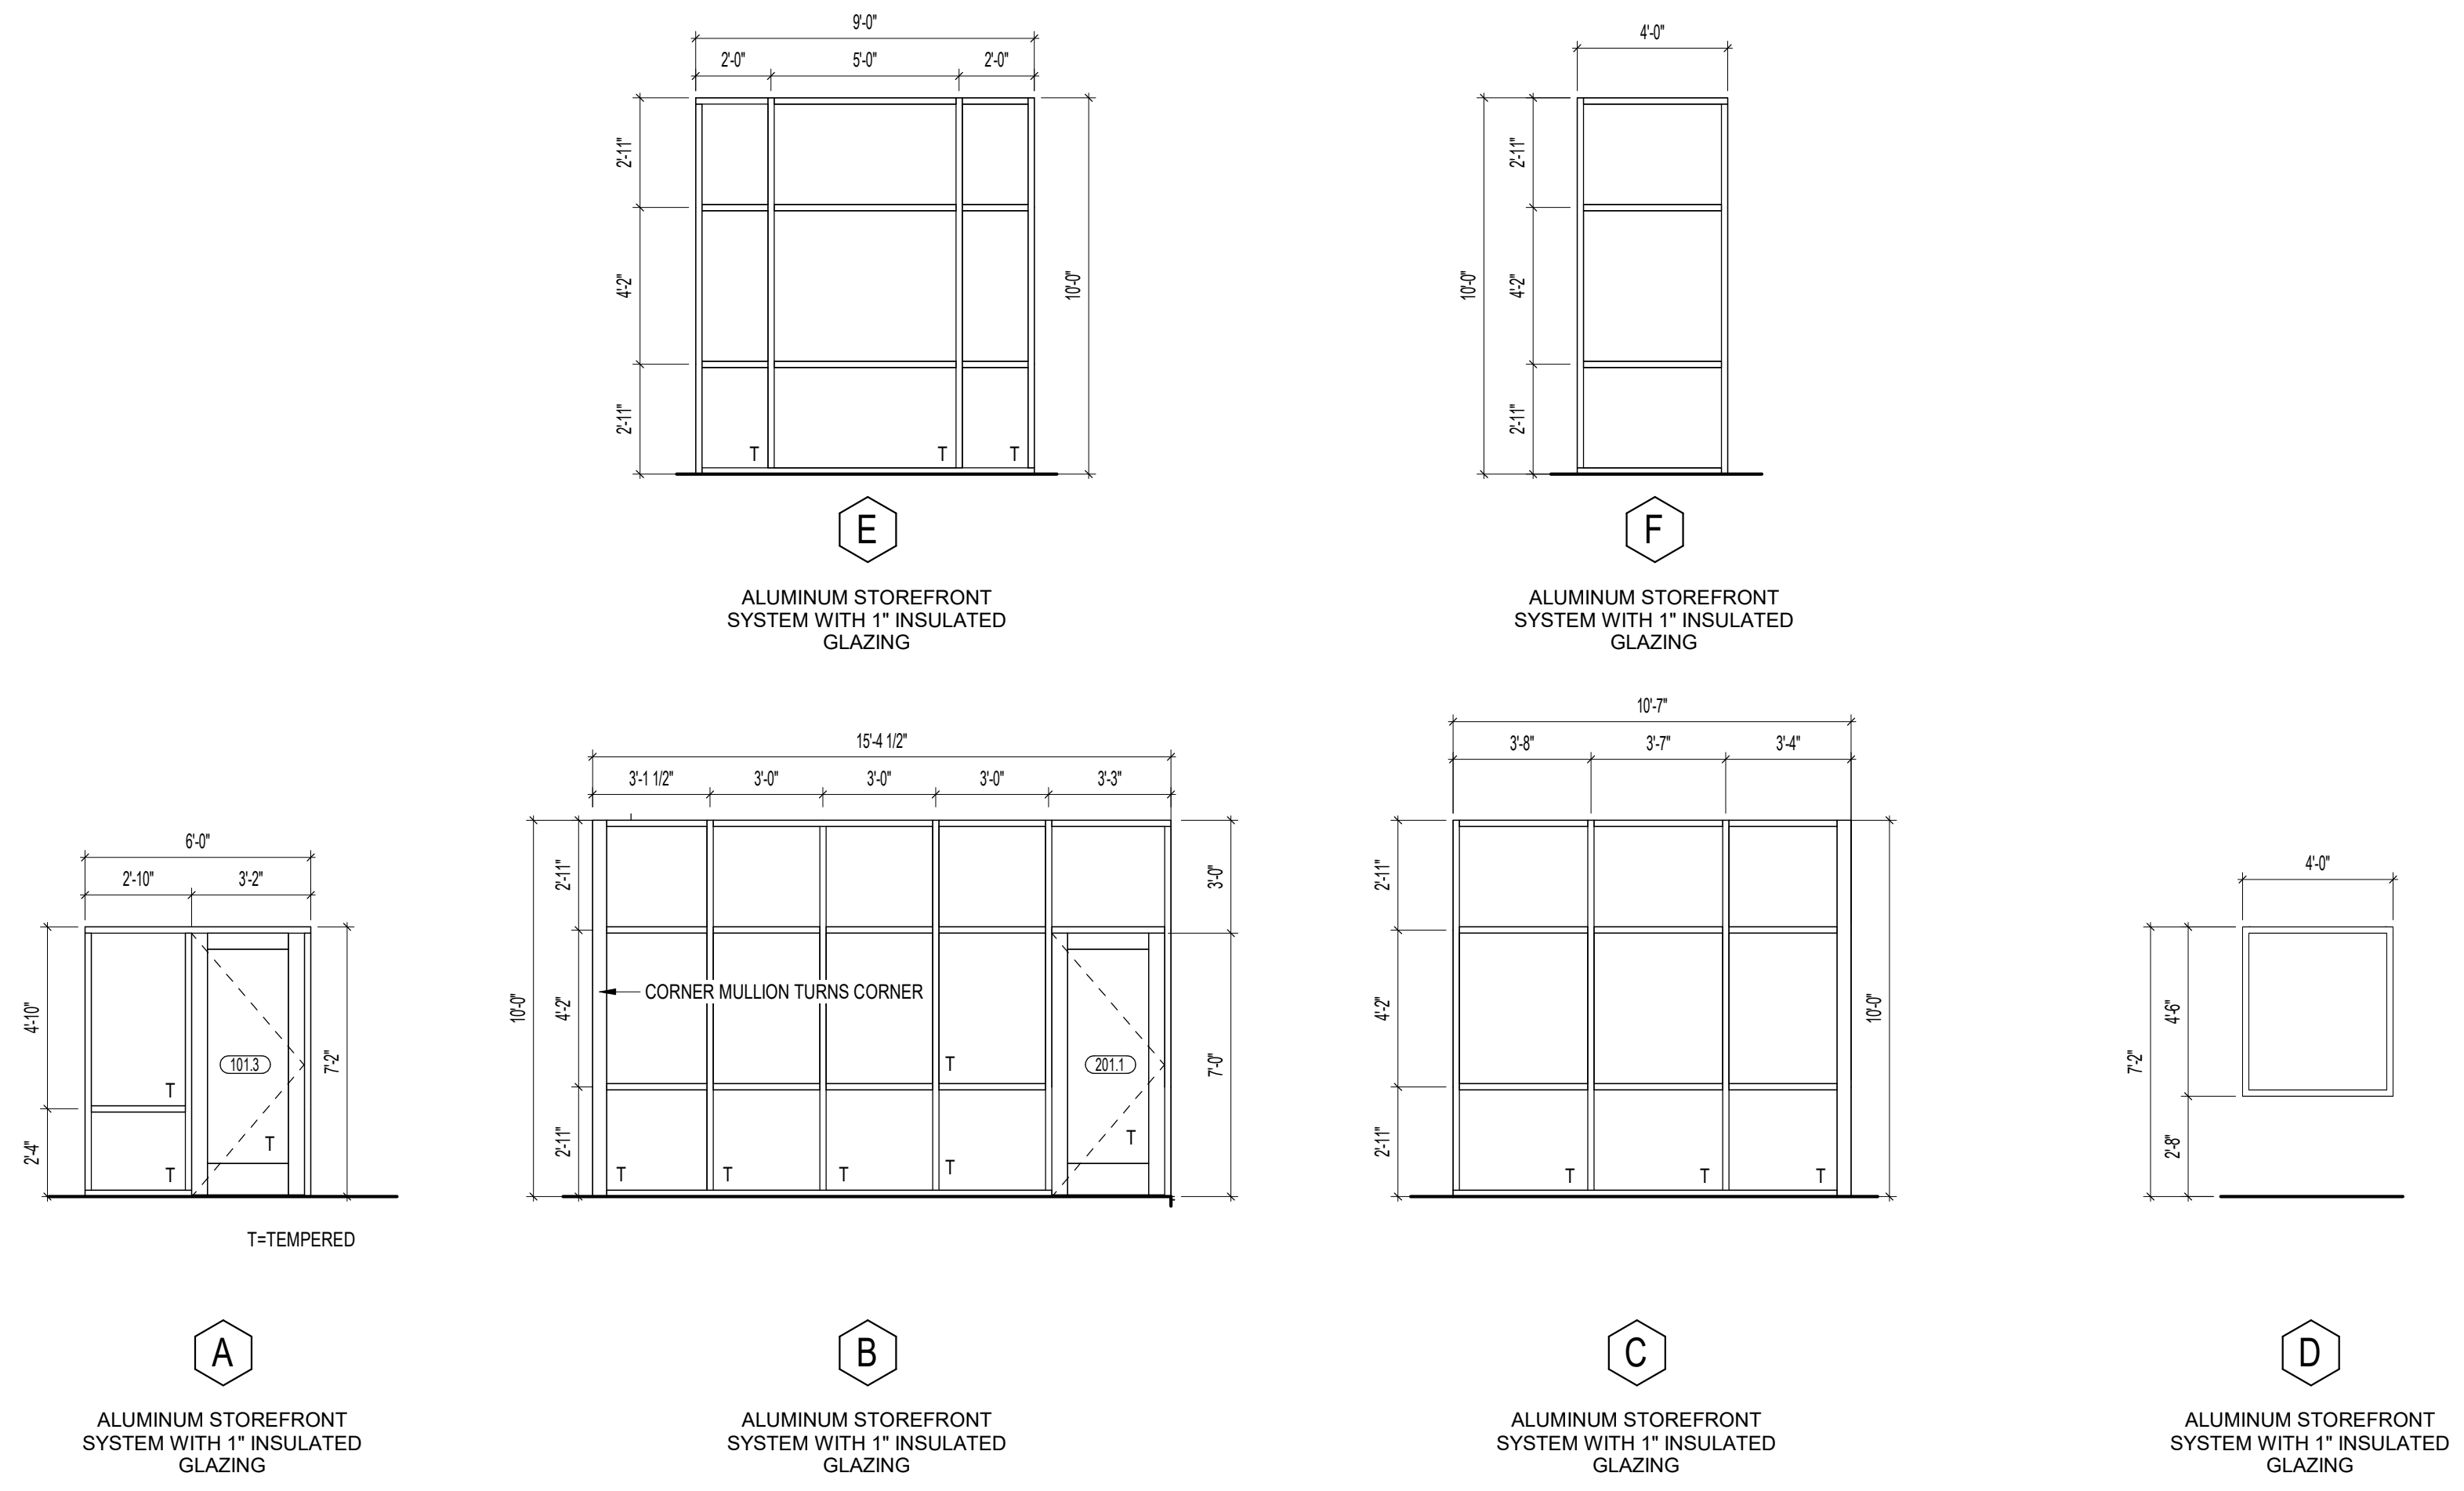 9'-0"
2'-0" 5'-0" 2'-0"
2'-11"
4'-2"
2'-11"
10'-0"
T T T
E
ALUMINUM STOREFRONT
SYSTEM WITH 1" INSULATED
GLAZING
4'-0"
10'-0"
2'-11"
4'-2"
2'-11"
F
ALUMINUM STOREFRONT
SYSTEM WITH 1" INSULATED
GLAZING
6'-0"
2'-10" 3'-2"
4'-10"
2'-4"
7'-2"
101.3
T
T
T
T=TEMPERED
A
ALUMINUM STOREFRONT
SYSTEM WITH 1" INSULATED
GLAZING
15'-4 1/2"
3'-1 1/2" 3'-0" 3'-0" 3'-0" 3'-3"
10'-0"
2'-11"
4'-2"
2'-11"
3'-0"
7'-0"
CORNER MULLION TURNS CORNER
T
201.1
T
T T T T
B
ALUMINUM STOREFRONT
SYSTEM WITH 1" INSULATED
GLAZING
10'-7"
3'-8" 3'-7" 3'-4"
2'-11"
4'-2"
2'-11"
10'-0"
T T T
C
ALUMINUM STOREFRONT
SYSTEM WITH 1" INSULATED
GLAZING
4'-0"
7'-2"
4'-6"
2'-8"
D
ALUMINUM STOREFRONT
SYSTEM WITH 1" INSULATED
GLAZING